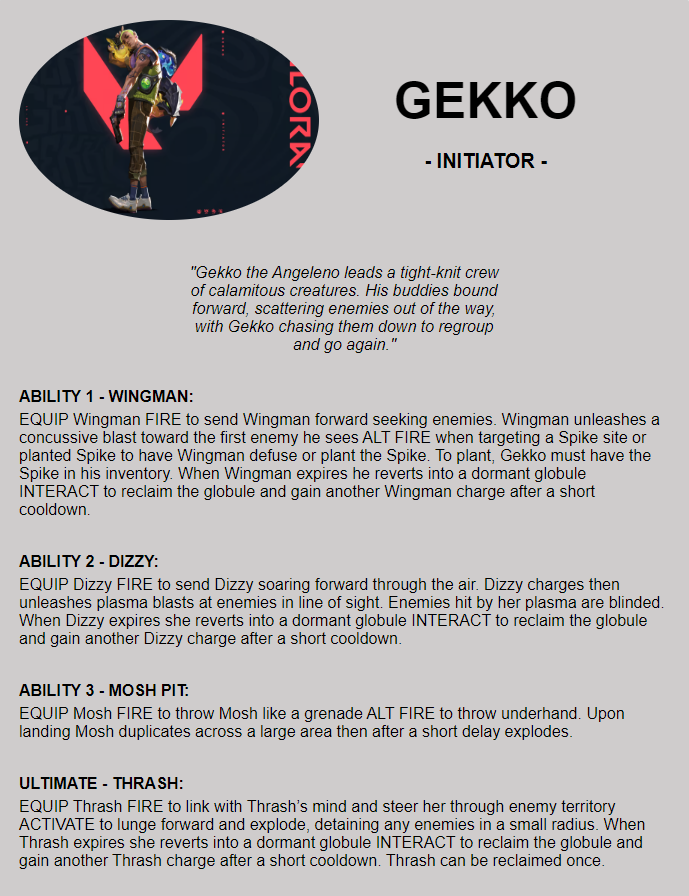 LORA
GEKKO
- INITIATOR -
"Gekko the Angeleno leads a tight-knit crew
of calamitous creatures. His buddies bound
forward, scattering enemies out of the way,
with Gekko chasing them down to regroup
and go again."
ABILITY 1 - WINGMAN:
EQUIP Wingman FIRE to send Wingman forward seeking enemies. Wingman unleashes a
concussive blast toward the first enemy he sees ALT FIRE when targeting a Spike site or
planted Spike to have Wingman defuse or plant the Spike. To plant, Gekko must have the
Spike in his inventory. When Wingman expires he reverts into a dormant globule
INTERACT to reclaim the globule and gain another Wingman charge after a short
cooldown.
ABILITY 2 - DIZZY:
EQUIP Dizzy FIRE to send Dizzy soaring forward through the air. Dizzy charges then
unleashes plasma blasts at enemies in line of sight. Enemies hit by her plasma are blinded.
When Dizzy expires she reverts into a dormant globule INTERACT to reclaim the globule
and gain another Dizzy charge after a short cooldown.
ABILITY 3 - MOSH PIT:
EQUIP Mosh FIRE to throw Mosh like a grenade ALT FIRE to throw underhand. Upon
landing Mosh duplicates across a large area then after a short delay explodes.
ULTIMATE - THRASH:
EQUIP Thrash FIRE to link with Thrash’s mind and steer her through enemy territory
ACTIVATE to lunge forward and explode, detaining any enemies in a small radius. When
Thrash expires she reverts into a dormant globule INTERACT to reclaim the globule and
gain another Thrash charge after a short cooldown. Thrash can be reclaimed once.